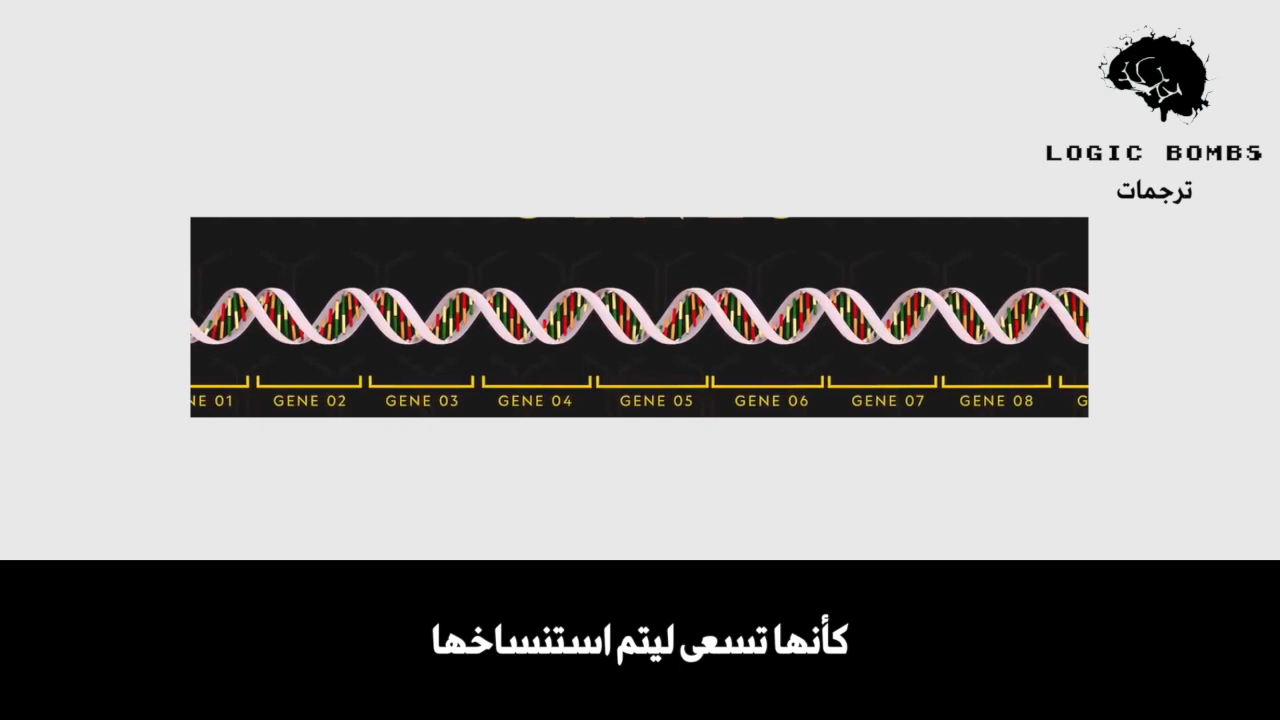 LOGIC BOMBS
ترجمات
NE 01 GENE 02 GENE 03 GENE 04 GENE 05 GENE 06 GENE 07 GENE 08 G
كأنها تسعى ليتم استنساخها